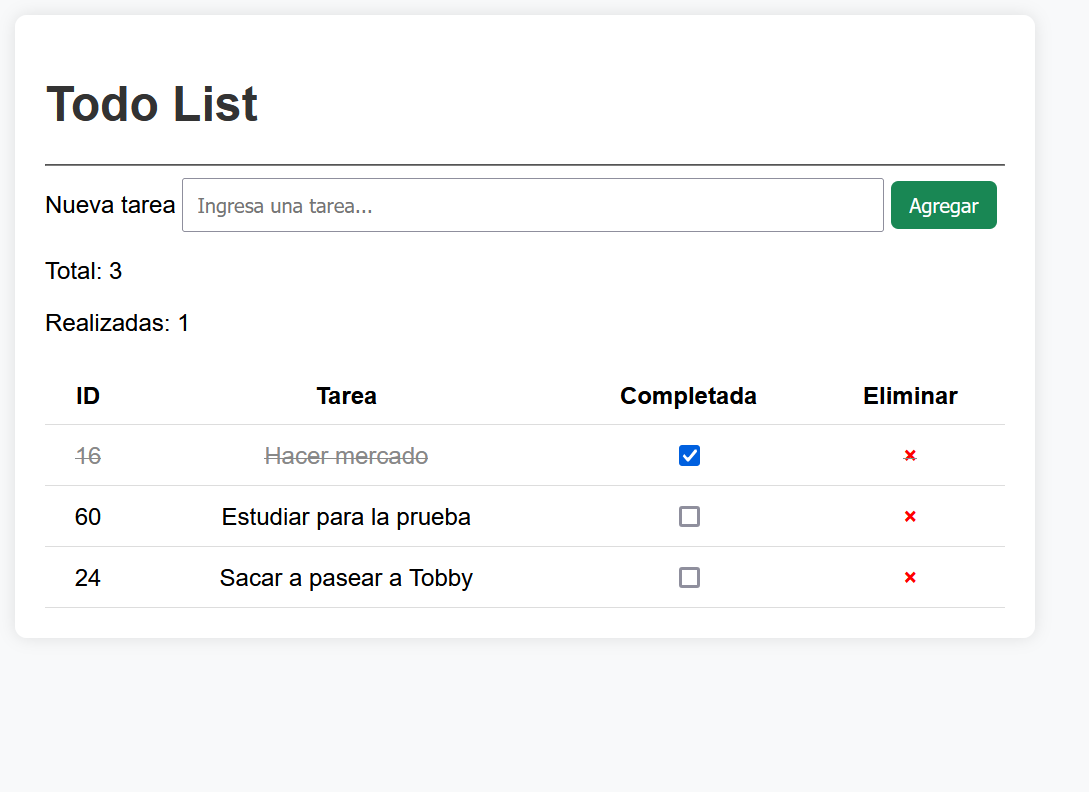 Todo List
Nueva tarea Ingresa una tarea... Agregar
Total: 3
Realizadas: 1
ID Tarea Completada Eliminar
16 Hacer mercado ×
60 Estudiar para la prueba ×
24 Sacar a pasear a Tobby ×